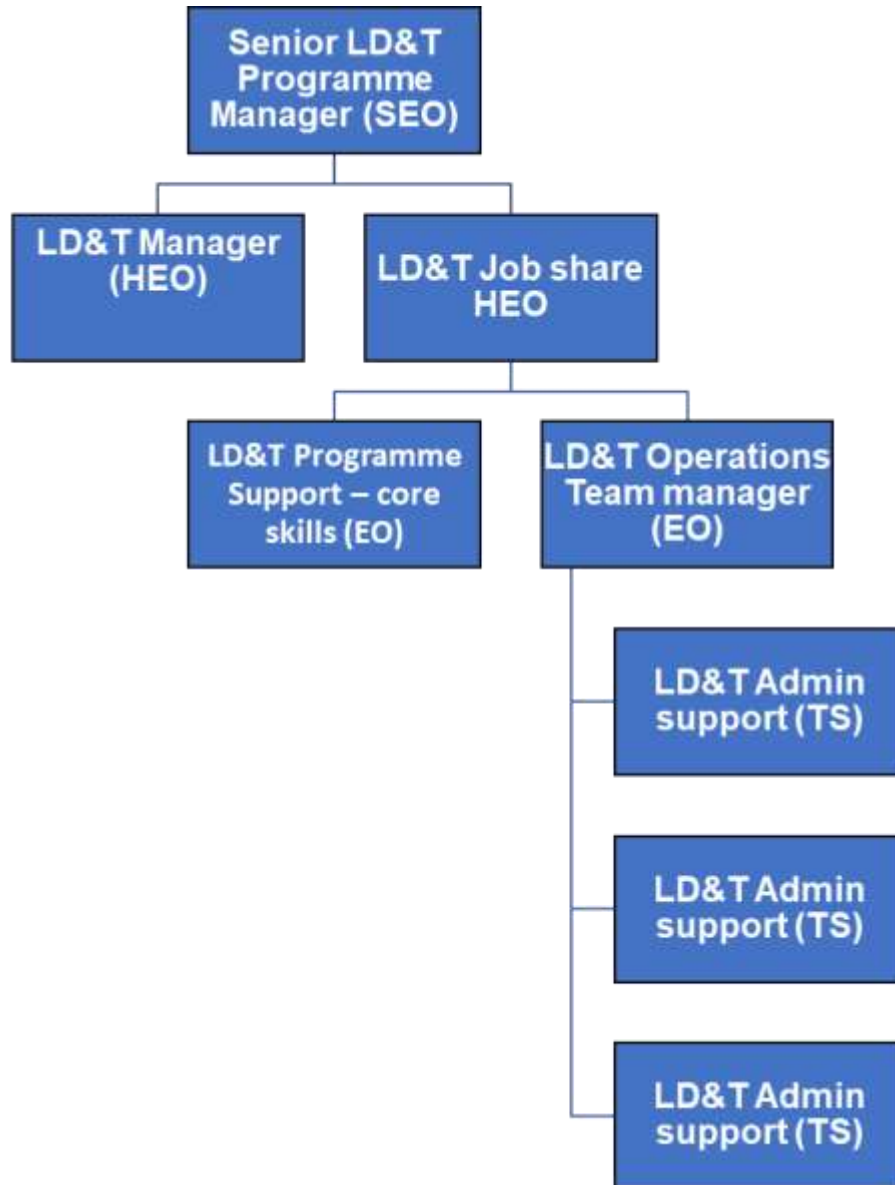 Senior LD&T
Programme
Manager (SEO)
LD&T Manager
(HEO)
LD&T Job share
HEO
LD&T Programme
Support – core
skills (EO)
LD&T Operations
Team manager
(EO)
LD&T Admin
support (TS)
LD&T Admin
support (TS)
LD&T Admin
support (TS)